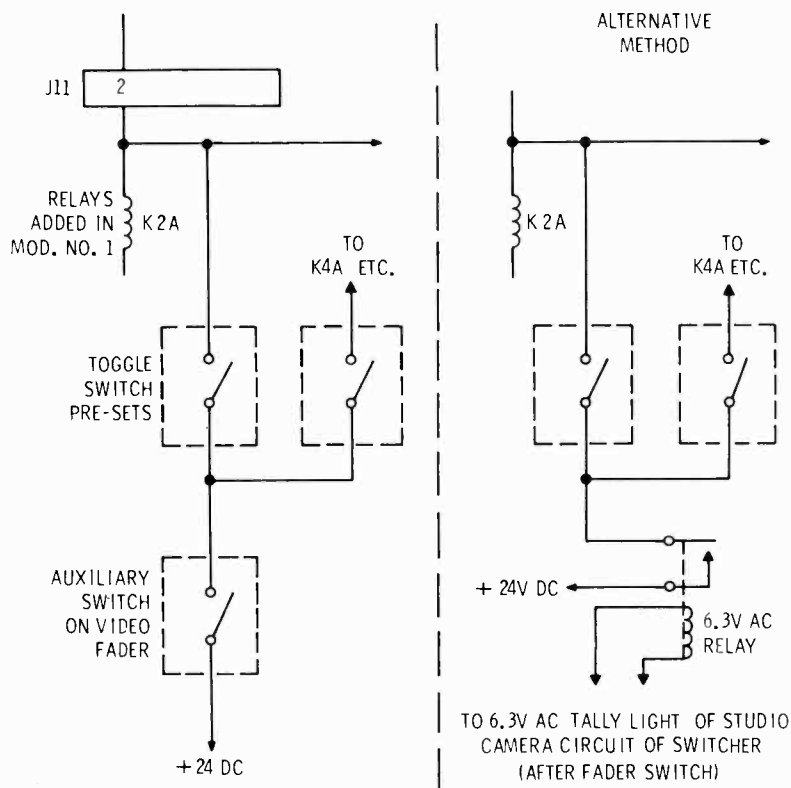 ALTERNATIVE
METHOD
J11
2
RELAYS
ADDED IN
MOD. NO. 1
K2A
TO
K4A ETC.
TOGGLE
SWITCH
PRE-SETS
AUXILIARY
SWITCH
ON VIDEO
FADER
+24 DC
K2A
TO
K4A ETC.
+ 24V DC
6.3V AC
RELAY
TO 6.3V AC TALLY LIGHT OF STUDIO
CAMERA CIRCUIT OF SWITCHER
(AFTER FADER SWITCH)